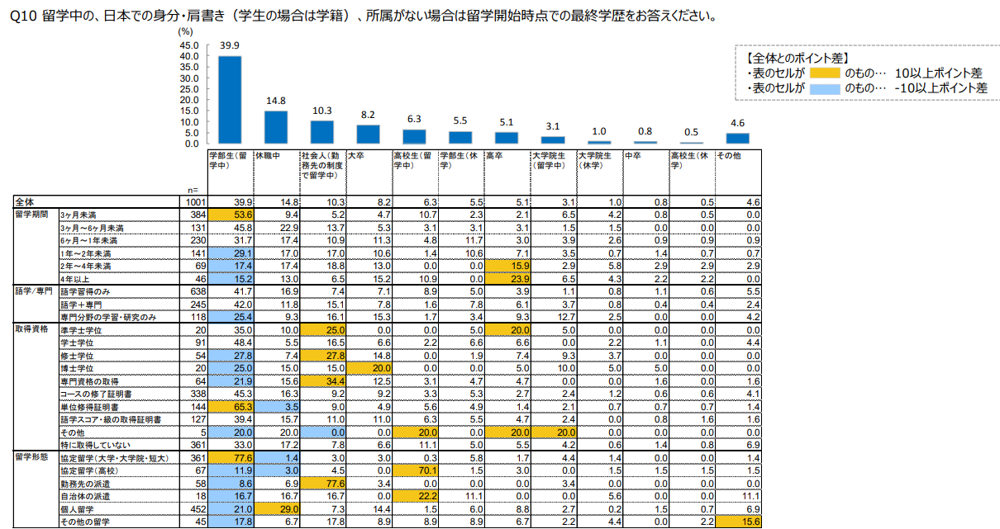 Q10 留学中の、日本での身分・肩書き（学生の場合は学籍）、所属がない場合は留学開始時点での最終学歴をお答えください。
(%)
45.0
40.0
35.0
30.0
25.0
20.0
15.0
10.0
5.0
0.0
39.9 14.8 10.3 8.2 6.3 5.5 5.1 3.1 1.0 0.8 0.5 4.6
【全体とのポイント差】
・表のセルが のもの… 10以上ポイント差
・表のセルが のもの… -10以上ポイント差
n= 学部生（留学中） 休職中 社会人（勤務先の制度で留学中） 大卒 高校生（留学中） 学部生（休学） 高卒 大学院生（留学中） 大学院生（休学） 中卒 高校生（休学） その他
全体 1001 39.9 14.8 10.3 8.2 6.3 5.5 5.1 3.1 1.0 0.8 0.5 4.6
留学期間 3ヶ月未満 384 53.6 9.4 5.2 4.7 10.7 2.3 2.1 6.5 4.2 0.8 0.5 0.0
3ヶ月～6ヶ月未満 131 45.8 22.9 13.7 5.3 3.1 3.1 3.1 1.5 1.5 0.0 0.0 0.0
6ヶ月～1年未満 230 31.7 17.4 10.9 11.3 4.8 11.7 3.0 3.9 2.6 0.9 0.9 0.9
1年～2年未満 141 29.1 17.0 17.0 10.6 1.4 10.6 7.1 3.5 0.7 1.4 0.7 0.7
2年～4年未満 69 17.4 17.4 18.8 13.0 0.0 0.0 15.9 2.9 5.8 2.9 2.9 2.9
4年以上 46 15.2 13.0 6.5 15.2 10.9 0.0 23.9 6.5 4.3 2.2 2.2 0.0
語学/専門 語学習得のみ 638 41.7 16.9 7.4 7.1 8.9 5.0 3.9 1.1 0.8 1.1 0.6 5.5
語学＋専門 245 42.0 11.8 15.1 7.8 1.6 7.8 6.1 3.7 0.8 0.4 0.4 2.4
専門分野の学習・研究のみ 118 25.4 9.3 16.1 15.3 1.7 3.4 9.3 12.7 2.5 0.0 0.0 4.2
取得資格 準学士学位 20 35.0 10.0 25.0 0.0 0.0 5.0 20.0 5.0 0.0 0.0 0.0 0.0
学士学位 91 48.4 5.5 16.5 6.6 2.2 6.6 6.6 0.0 2.2 1.1 0.0 4.4
修士学位 54 27.8 7.4 27.8 14.8 0.0 1.9 7.4 9.3 3.7 0.0 0.0 0.0
博士学位 20 25.0 15.0 15.0 20.0 0.0 0.0 5.0 10.0 5.0 5.0 0.0 0.0
専門資格の取得 64 21.9 15.6 34.4 12.5 3.1 4.7 4.7 0.0 0.0 1.6 0.0 1.6
コースの修了証明書 338 45.3 16.3 9.2 9.2 3.3 5.3 2.7 2.4 1.2 0.6 0.6 4.1
単位修得証明書 144 65.3 3.5 9.0 4.9 5.6 4.9 1.4 2.1 0.7 0.7 0.7 1.4
語学スコア・級の取得証明書 127 39.4 15.7 11.0 11.0 6.3 5.5 4.7 2.4 0.0 0.8 1.6 1.6
その他 5 20.0 20.0 0.0 0.0 20.0 0.0 20.0 20.0 0.0 0.0 0.0 0.0
特に取得していない 361 33.0 17.2 7.8 6.6 11.1 5.0 5.5 4.2 0.6 1.4 0.8 6.9
留学形態 協定留学（大学・大学院・短大） 361 77.6 1.4 3.0 3.0 0.3 5.8 1.7 4.4 1.4 0.0 0.0 1.4
協定留学（高校） 67 11.9 3.0 4.5 0.0 70.1 1.5 3.0 0.0 1.5 1.5 1.5 1.5
勤務先の派遣 58 8.6 6.9 77.6 3.4 0.0 0.0 0.0 3.4 0.0 0.0 0.0 0.0
自治体の派遣 18 16.7 16.7 16.7 0.0 22.2 11.1 0.0 0.0 5.6 0.0 0.0 11.1
個人留学 452 21.0 29.0 7.3 14.4 1.5 6.0 8.8 2.7 0.2 1.5 0.7 6.9
その他の留学 45 17.8 6.7 17.8 8.9 8.9 8.9 6.7 2.2 4.4 0.0 2.2 15.6